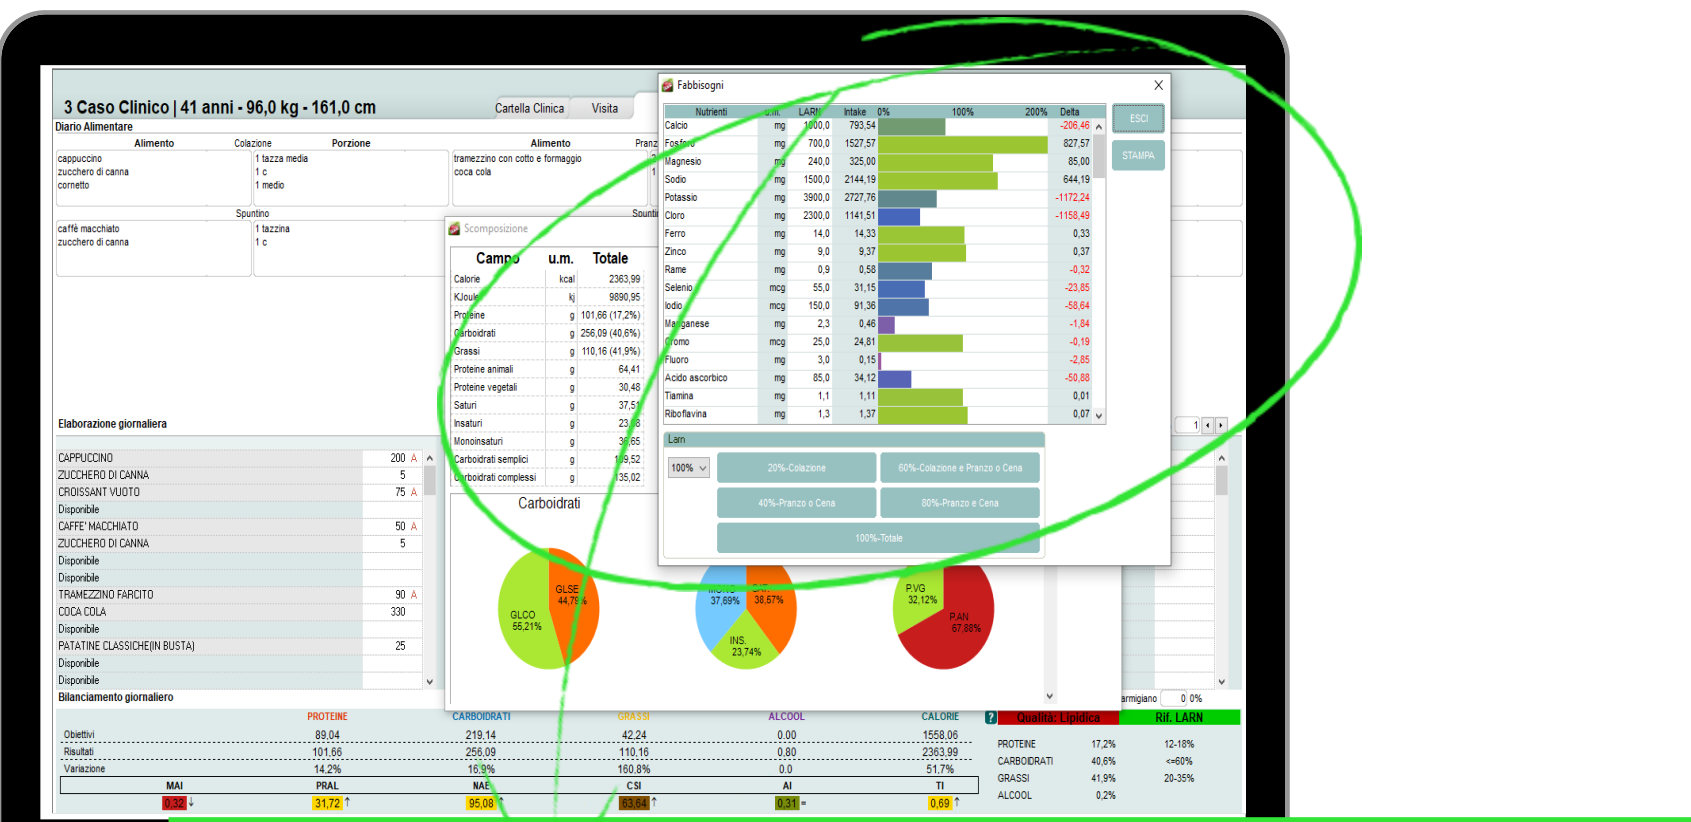 Fabbisogni X
3 Caso Clinico | 41 anni - 96,0 kg - 161,0 cm
Cartella Clinica Visita
Diario Alimentare
Alimento Colazione Porzione
Alimento
cappuccino 1 tazza media
zucchero di canna 1 c
cornetto 1 medio
tramezzino con cotto e formaggio
coca cola 1
Spuntino
caffè macchiato 1 tazzina
zucchero di canna 1 c
Nutrienti u.m. LARN Intake 0% 100% 200% Delta
Calcio mg 1000,0 793,54 -206,46
Fosforo mg 700,0 1527,57 827,57
Magnesio mg 240,0 325,00 85,00
Sodio mg 1500,0 2144,19 644,19
Potassio mg 3900,0 2727,76 -1172,24
Cloro mg 2300,0 1141,51 -1158,49
Ferro mg 14,0 14,33 0,33
Zinco mg 9,0 9,37 0,37
Rame mg 0,9 0,58 -0,32
Selenio mcg 55,0 31,15 -23,85
Iodio mcg 150,0 91,36 -58,64
Manganese mg 2,3 0,46 -1,84
Cromo mcg 25,0 24,81 -0,19
Fluoro mg 3,0 0,15 -2,85
Acido ascorbico mg 85,0 34,12 -50,88
Tiamina mg 1,1 1,11 0,01
Riboflavina mg 1,3 1,37 0,07
ESCI
STAMPA
Larn
100%
20%-Colazione 60%-Colazione e Pranzo o Cena
40%-Pranzo o Cena 80%-Pranzo e Cena
100%-Totale
Scomposizione
Campo u.m. Totale
Calorie kcal 2363,99
KJoule kj 9890,95
Proteine g 101,66 (17,2%)
Carboidrati g 256,09 (40,6%)
Grassi g 110,16 (41,9%)
Proteine animali g 64,41
Proteine vegetali g 30,48
Saturi g 37,51
Insaturi g
Monoinsaturi g
Carboidrati semplici g
Carboidrati complessi g 135,02
Carboidrati
GLSE
44,79%
GLCO
55,21%
37,69%
38,57%
INS.
23,74%
P.VG
32,12%
P.AN
67,88%
Elaborazione giornaliera
1
CAPPUCCINO 200 A
ZUCCHERO DI CANNA 5
CROISSANT VUOTO 75 A
Disponibile
CAFFE' MACCHIATO 50 A
ZUCCHERO DI CANNA 5
Disponibile
Disponibile
TRAMEZZINO FARCITO 90 A
COCA COLA 330
Disponibile
PATATINE CLASSICHE(IN BUSTA) 25
Disponibile
Disponibile
Bilanciamento giornaliero
armigiano 0 0%
PROTEINE CARBOIDRATI GRASSI ALCOOL CALORIE
Obiettivi 89,04 219,14 42,24 0.00 1558,06
Risultati 101,66 256,09 110,16 0,80 2363,99
Variazione 14,2% 16,9% 160,8% 0.0 51,7%
MAI PRAL NAE CSI AI TI
0,32 ↓ 31,72 ↑ 95,08 ↑ 63,64 ↑ 0,31 = 0,69 ↑
? Qualità: Lipidica Rif. LARN
PROTEINE 17,2% 12-18%
CARBOIDRATI 40,6% <=60%
GRASSI 41,9% 20-35%
ALCOOL 0,2%